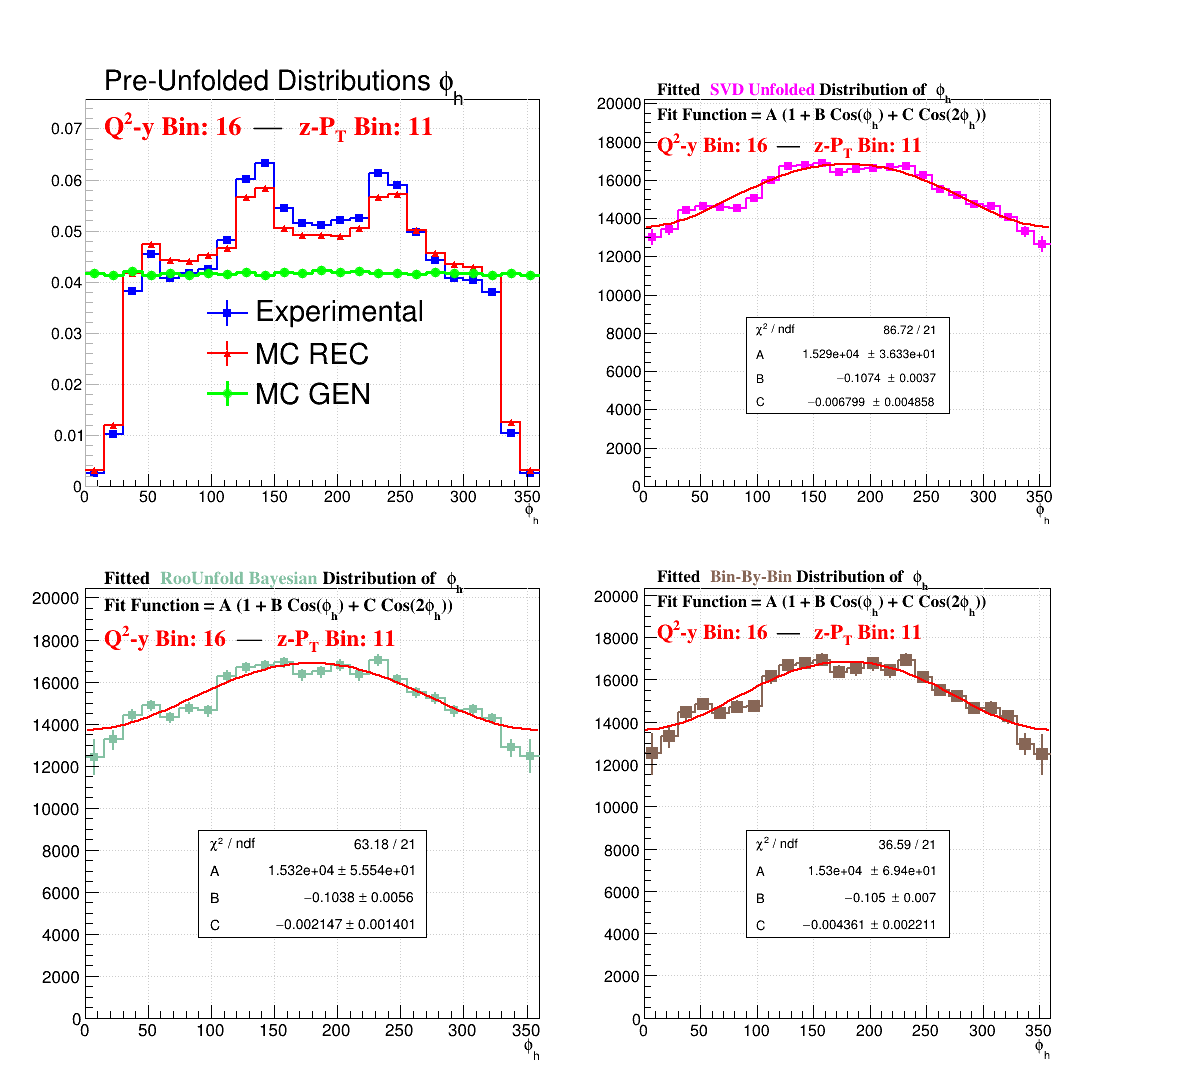 Pre-Unfolded Distributions ϕh
Q²-y Bin: 16 — z-PT Bin: 11
0.07
0.06
0.05
0.04
0.03
0.02
0.01
0
Experimental
MC REC
MC GEN
0 50 100 150 200 250 300 350
ϕh
Fitted SVD Unfolded Distribution of ϕh
Fit Function = A (1 + B Cos(ϕh) + C Cos(2ϕh))
Q²-y Bin: 16 — z-PT Bin: 11
20000
18000
16000
14000
12000
10000
8000
6000
4000
2000
0
χ² / ndf 86.72 / 21
A 1.529e+04 ± 3.633e+01
B −0.1074 ± 0.0037
C −0.006799 ± 0.004858
0 50 100 150 200 250 300 350
ϕh
Fitted RooUnfold Bayesian Distribution of ϕh
Fit Function = A (1 + B Cos(ϕh) + C Cos(2ϕh))
Q²-y Bin: 16 — z-PT Bin: 11
20000
18000
16000
14000
12000
10000
8000
6000
4000
2000
0
χ² / ndf 63.18 / 21
A 1.532e+04 ± 5.554e+01
B −0.1038 ± 0.0056
C −0.002147 ± 0.001401
0 50 100 150 200 250 300 350
ϕh
Fitted Bin-By-Bin Distribution of ϕh
Fit Function = A (1 + B Cos(ϕh) + C Cos(2ϕh))
Q²-y Bin: 16 — z-PT Bin: 11
20000
18000
16000
14000
12000
10000
8000
6000
4000
2000
0
χ² / ndf 36.59 / 21
A 1.53e+04 ± 6.94e+01
B −0.105 ± 0.007
C −0.004361 ± 0.002211
0 50 100 150 200 250 300 350
ϕh